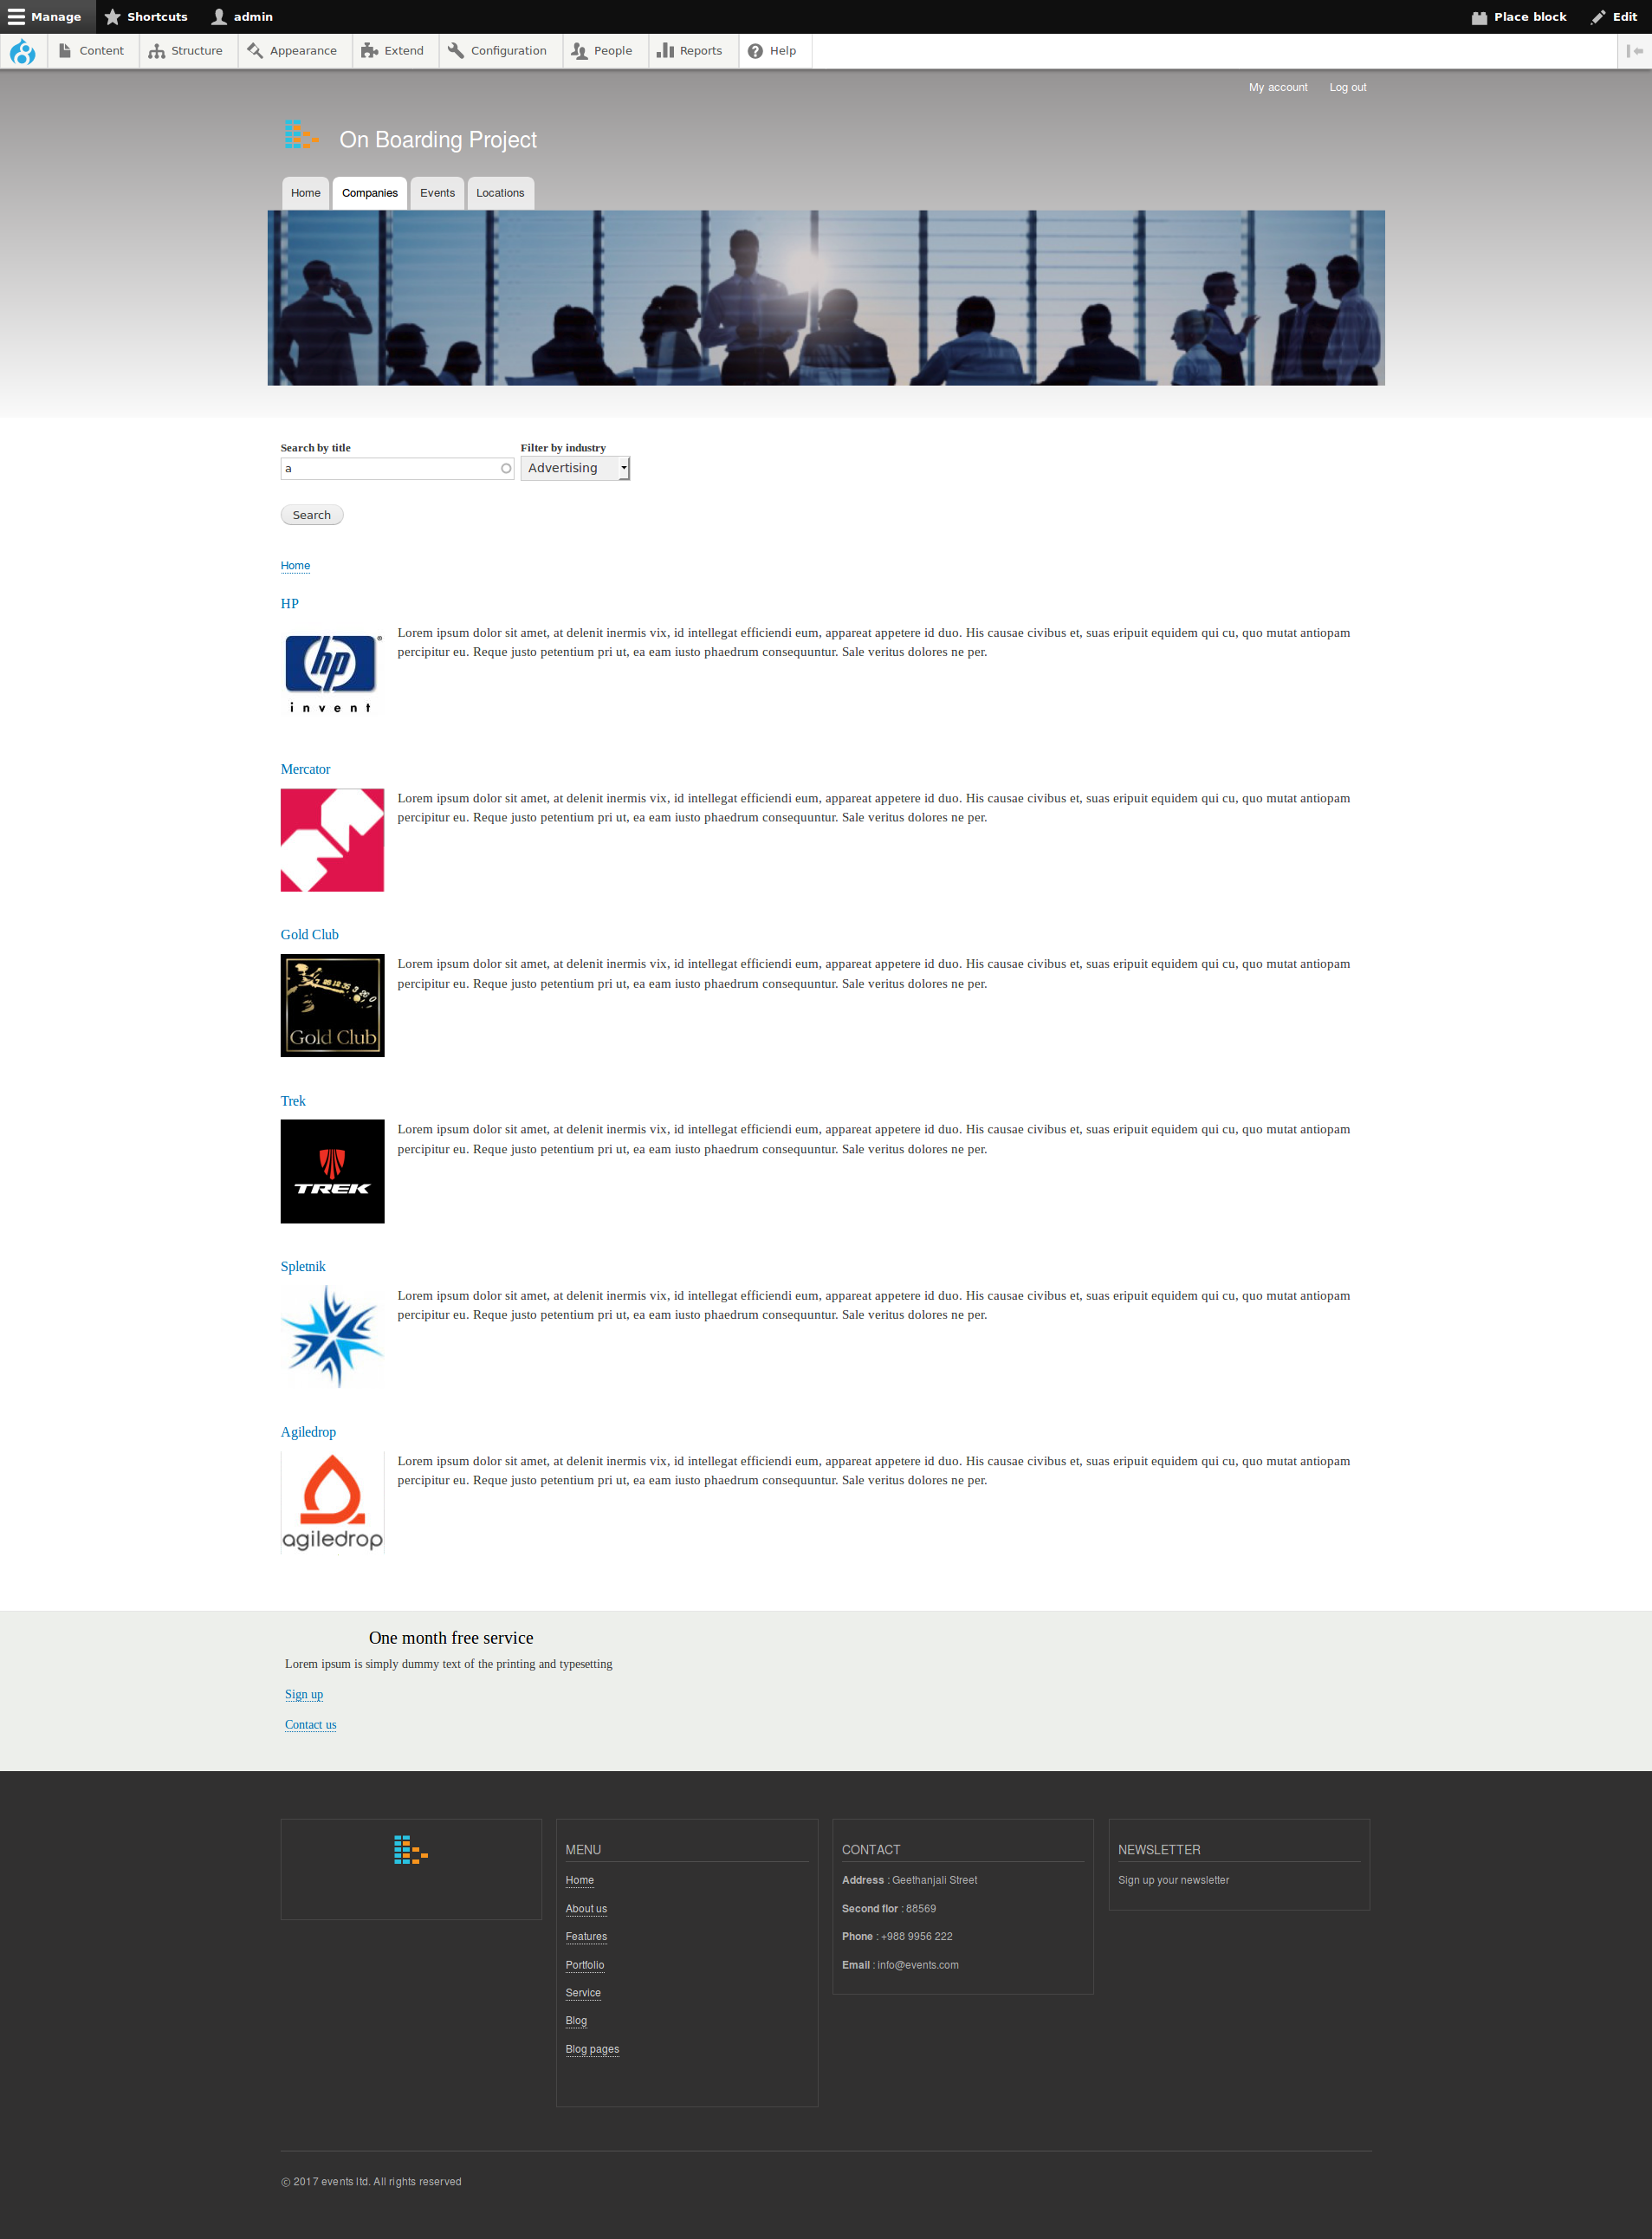 Manage Shortcuts admin Place block Edit
Content Structure Appearance Extend Configuration People Reports Help
My account Log out
On Boarding Project
Home Companies Events Locations
Search by title Filter by industry
a Advertising
Search
Home
HP
Lorem ipsum dolor sit amet, at delenit inermis vix, id intellegat efficiendi eum, appareat appetere id duo. His causae civibus et, suas eripuit equidem qui cu, quo mutat antiopam
percipitur eu. Reque justo petentium pri ut, ea eam iusto phaedrum consequuntur. Sale veritus dolores ne per.
hp ®
invent
Mercator
Lorem ipsum dolor sit amet, at delenit inermis vix, id intellegat efficiendi eum, appareat appetere id duo. His causae civibus et, suas eripuit equidem qui cu, quo mutat antiopam
percipitur eu. Reque justo petentium pri ut, ea eam iusto phaedrum consequuntur. Sale veritus dolores ne per.
Gold Club
Lorem ipsum dolor sit amet, at delenit inermis vix, id intellegat efficiendi eum, appareat appetere id duo. His causae civibus et, suas eripuit equidem qui cu, quo mutat antiopam
percipitur eu. Reque justo petentium pri ut, ea eam iusto phaedrum consequuntur. Sale veritus dolores ne per.
Gold Club
Trek
Lorem ipsum dolor sit amet, at delenit inermis vix, id intellegat efficiendi eum, appareat appetere id duo. His causae civibus et, suas eripuit equidem qui cu, quo mutat antiopam
percipitur eu. Reque justo petentium pri ut, ea eam iusto phaedrum consequuntur. Sale veritus dolores ne per.
TREK
Spletnik
Lorem ipsum dolor sit amet, at delenit inermis vix, id intellegat efficiendi eum, appareat appetere id duo. His causae civibus et, suas eripuit equidem qui cu, quo mutat antiopam
percipitur eu. Reque justo petentium pri ut, ea eam iusto phaedrum consequuntur. Sale veritus dolores ne per.
Agiledrop
Lorem ipsum dolor sit amet, at delenit inermis vix, id intellegat efficiendi eum, appareat appetere id duo. His causae civibus et, suas eripuit equidem qui cu, quo mutat antiopam
percipitur eu. Reque justo petentium pri ut, ea eam iusto phaedrum consequuntur. Sale veritus dolores ne per.
agiledrop
One month free service
Lorem ipsum is simply dummy text of the printing and typesetting
Sign up
Contact us
MENU
Home
About us
Features
Portfolio
Service
Blog
Blog pages
CONTACT
Address : Geethanjali Street
Second flor : 88569
Phone : +988 9956 222
Email : info@events.com
NEWSLETTER
Sign up your newsletter
© 2017 events ltd. All rights reserved